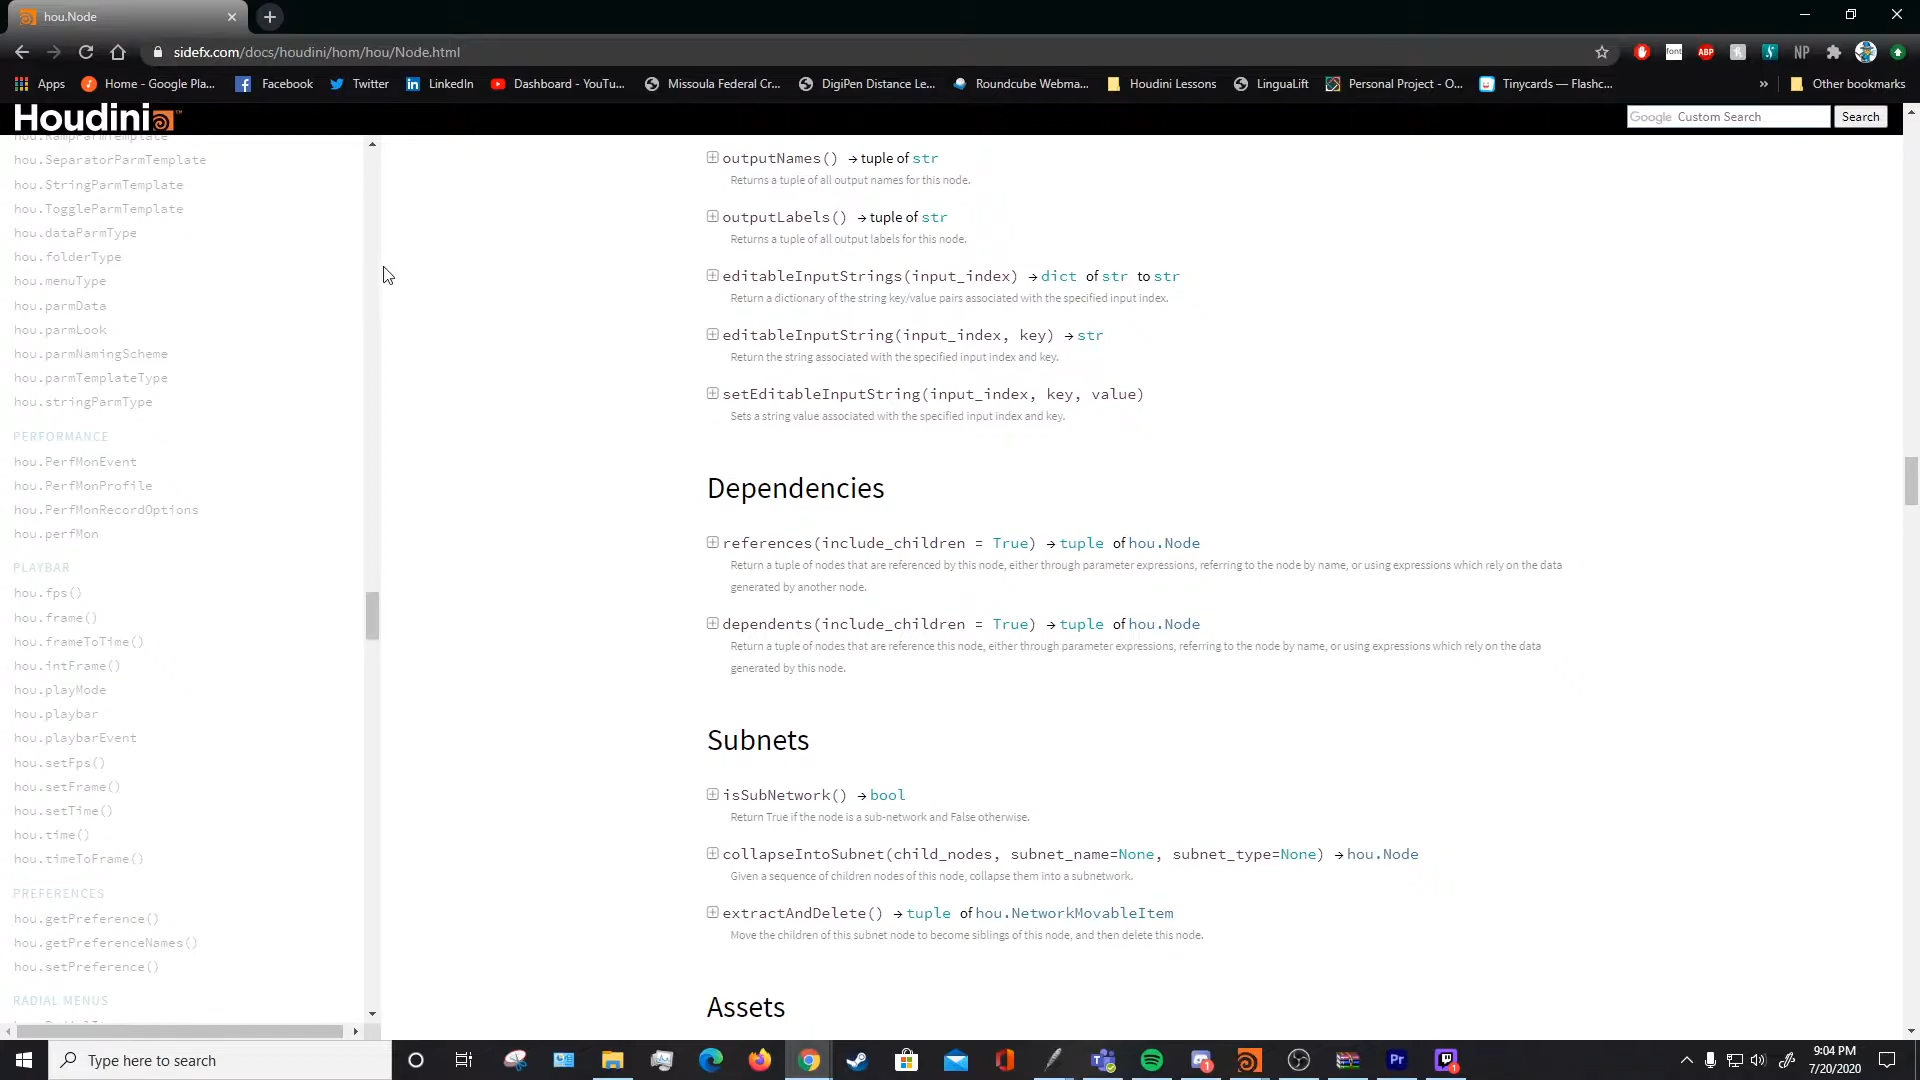 hou.Node
sidefx.com/docs/houdini/hom/hou/Node.html
font
ABP
NP
Apps
Home - Google Pla...
Facebook
Twitter
LinkedIn
Dashboard - YouTu...
Missoula Federal Cr...
DigiPen Distance Le...
Roundcube Webma...
Houdini Lessons
LinguaLift
Personal Project - O...
Tinycards — Flashc...
»
Other bookmarks
Houdini
Google Custom Search
Search
hou.RampParmTemplate
hou.SeparatorParmTemplate
hou.StringParmTemplate
hou.ToggleParmTemplate
hou.dataParmType
hou.folderType
hou.menuType
hou.parmData
hou.parmLook
hou.parmNamingScheme
hou.parmTemplateType
hou.stringParmType
PERFORMANCE
hou.PerfMonEvent
hou.PerfMonProfile
hou.PerfMonRecordOptions
hou.perfMon
PLAYBAR
hou.fps()
hou.frame()
hou.frameToTime()
hou.intFrame()
hou.playMode
hou.playbar
hou.playbarEvent
hou.setFps()
hou.setFrame()
hou.setTime()
hou.time()
hou.timeToFrame()
PREFERENCES
hou.getPreference()
hou.getPreferenceNames()
hou.setPreference()
RADIAL MENUS
outputNames() → tuple of str
Returns a tuple of all output names for this node.
outputLabels() → tuple of str
Returns a tuple of all output labels for this node.
editableInputStrings(input_index) → dict of str to str
Return a dictionary of the string key/value pairs associated with the specified input index.
editableInputString(input_index, key) → str
Return the string associated with the specified input index and key.
setEditableInputString(input_index, key, value)
Sets a string value associated with the specified input index and key.
Dependencies
references(include_children = True) → tuple of hou.Node
Return a tuple of nodes that are referenced by this node, either through parameter expressions, referring to the node by name, or using expressions which rely on the data
generated by another node.
dependents(include_children = True) → tuple of hou.Node
Return a tuple of nodes that are reference this node, either through parameter expressions, referring to the node by name, or using expressions which rely on the data
generated by this node.
Subnets
isSubNetwork() → bool
Return True if the node is a sub-network and False otherwise.
collapseIntoSubnet(child_nodes, subnet_name=None, subnet_type=None) → hou.Node
Given a sequence of children nodes of this node, collapse them into a subnetwork.
extractAndDelete() → tuple of hou.NetworkMovableItem
Move the children of this subnet node to become siblings of this node, and then delete this node.
Assets
Type here to search
Pr
9:04 PM
7/20/2020